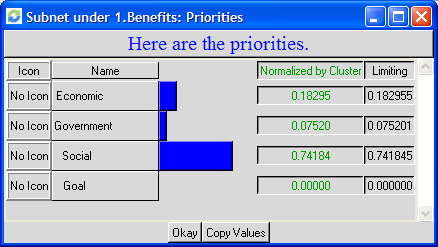 Subnet under 1.Benefits: Priorities
Here are the priorities.
Icon Name Normalized by Cluster Limiting
No Icon Economic 0.18295 0.182955
No Icon Government 0.07520 0.075201
No Icon Social 0.74184 0.741845
No Icon Goal 0.00000 0.000000
Okay Copy Values